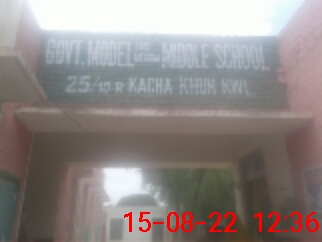 GOVT. MODEL MIDDLE SCHOOL
25/10 R KACHA KHUH KWL.
15-08-22 12:36